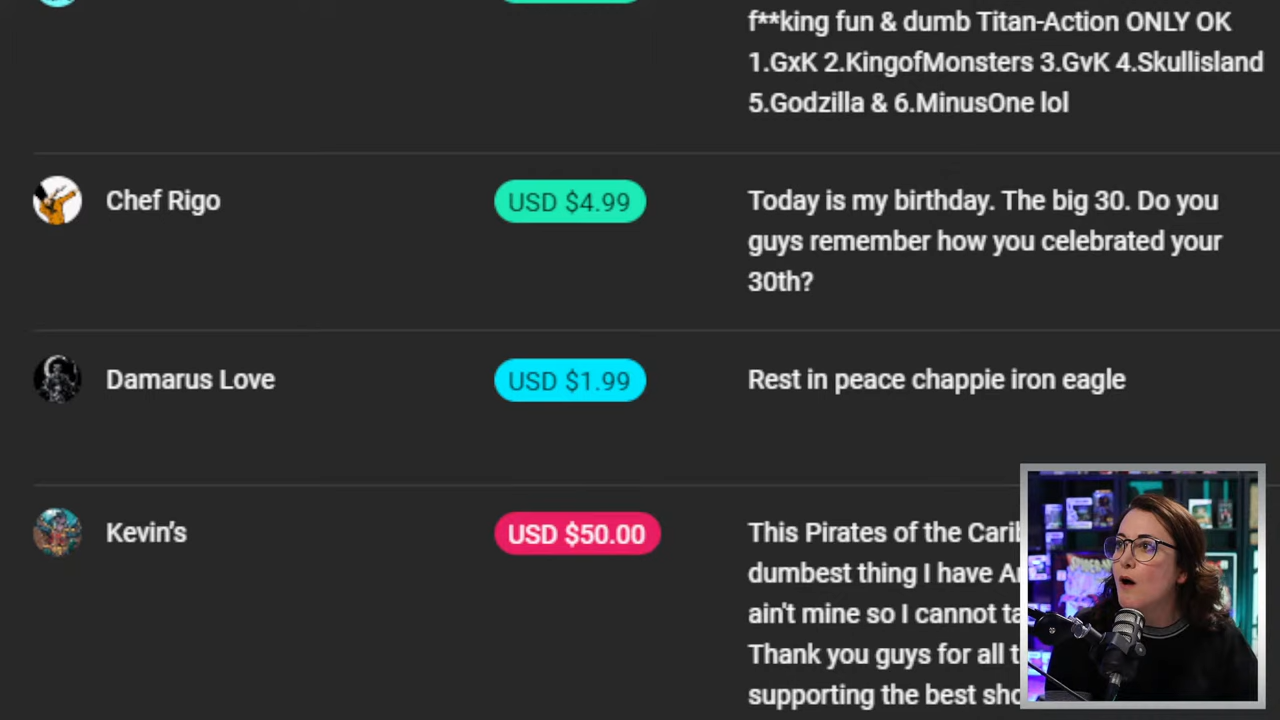 f**king fun & dumb Titan-Action ONLY OK
1.GxK 2.KingofMonsters 3.GvK 4.Skullisland
5.Godzilla & 6.MinusOne lol
Chef Rigo
USD $4.99
Today is my birthday. The big 30. Do you
guys remember how you celebrated your
30th?
Damarus Love
USD $1.99
Rest in peace chappie iron eagle
Kevin's
USD $50.00
This Pirates of the
dumbest thing I have
ain't mine so I cannot
Thank you guys for all
supporting the best